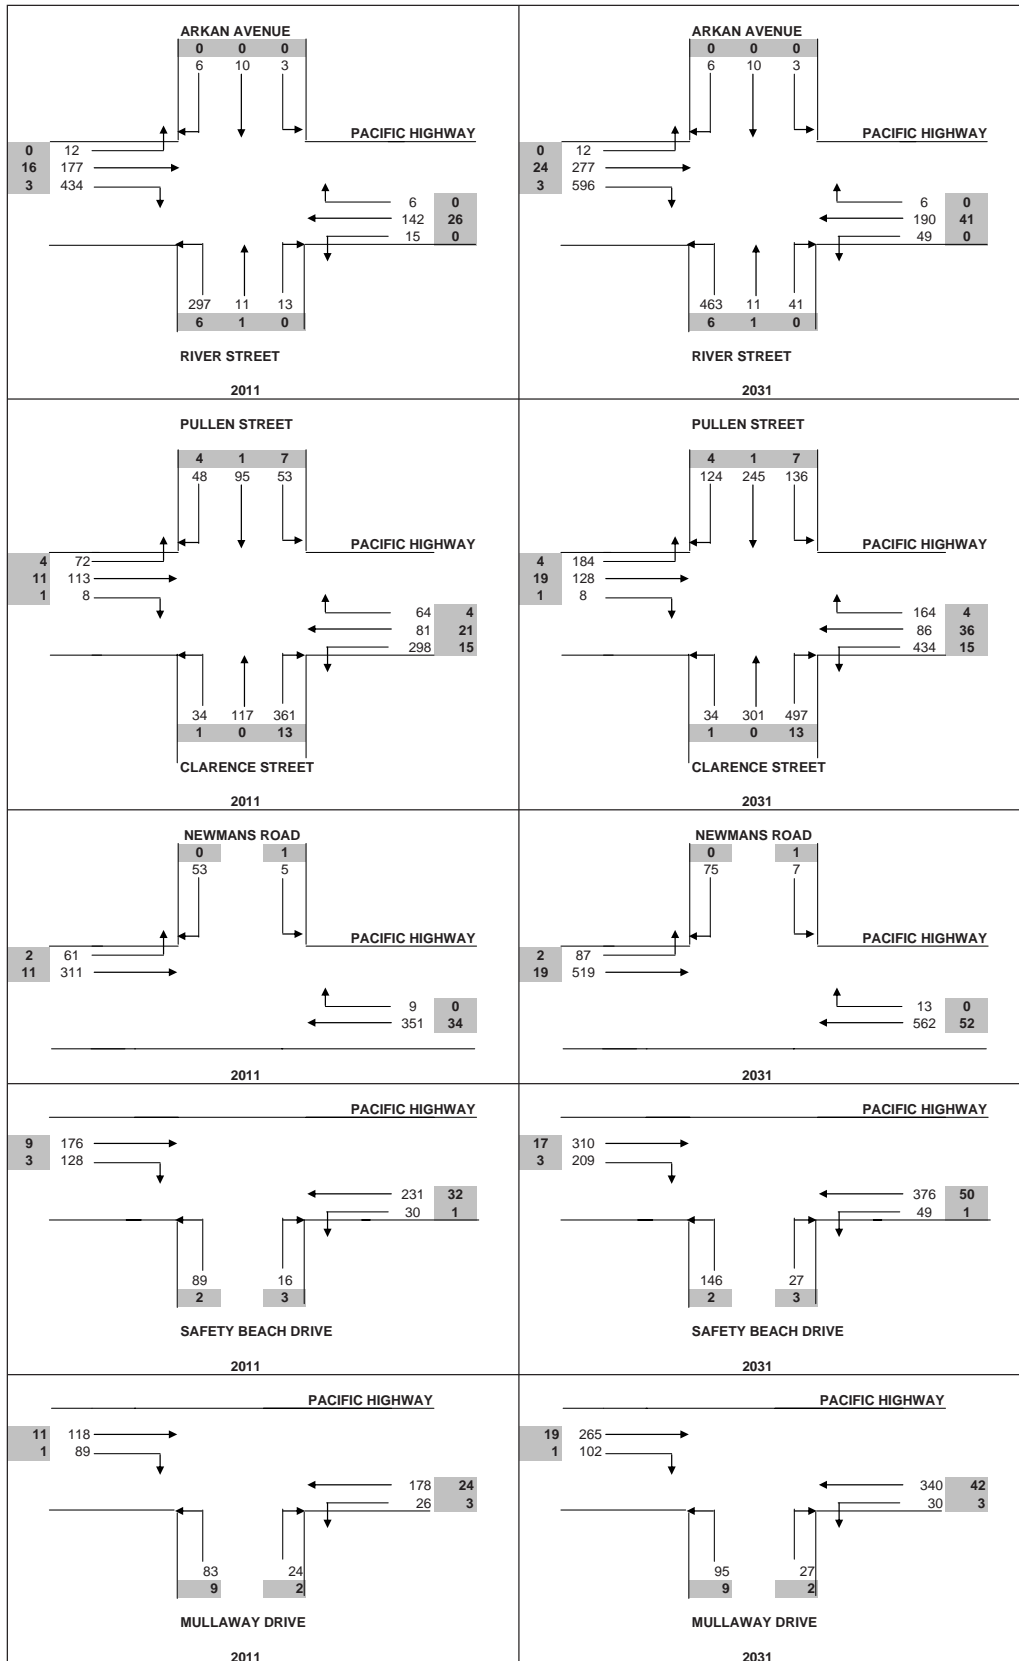 ARKAN AVENUE
0 0 0
6 10 3
PACIFIC HIGHWAY
0 12
16 177
3 434
6 0
142 26
15 0
297 11 13
6 1 0
RIVER STREET
2011
ARKAN AVENUE
0 0 0
6 10 3
PACIFIC HIGHWAY
0 12
24 277
3 596
6 0
190 41
49 0
463 11 41
6 1 0
RIVER STREET
2031
PULLEN STREET
4 1 7
48 95 53
PACIFIC HIGHWAY
4 72
11 113
1 8
64 4
81 21
298 15
34 117 361
1 0 13
CLARENCE STREET
2011
PULLEN STREET
4 1 7
124 245 136
PACIFIC HIGHWAY
4 184
19 128
1 8
164 4
86 36
434 15
34 301 497
1 0 13
CLARENCE STREET
2031
NEWMANS ROAD
0 1
53 5
PACIFIC HIGHWAY
2 61
11 311
9 0
351 34
2011
NEWMANS ROAD
0 1
75 7
PACIFIC HIGHWAY
2 87
19 519
13 0
562 52
2031
PACIFIC HIGHWAY
9 176
3 128
231 32
30 1
89 16
2 3
SAFETY BEACH DRIVE
2011
PACIFIC HIGHWAY
17 310
3 209
376 50
49 1
146 27
2 3
SAFETY BEACH DRIVE
2031
PACIFIC HIGHWAY
11 118
1 89
178 24
26 3
83 24
9 2
MULLAWAY DRIVE
2011
PACIFIC HIGHWAY
19 265
1 102
340 42
30 3
95 27
9 2
MULLAWAY DRIVE
2031